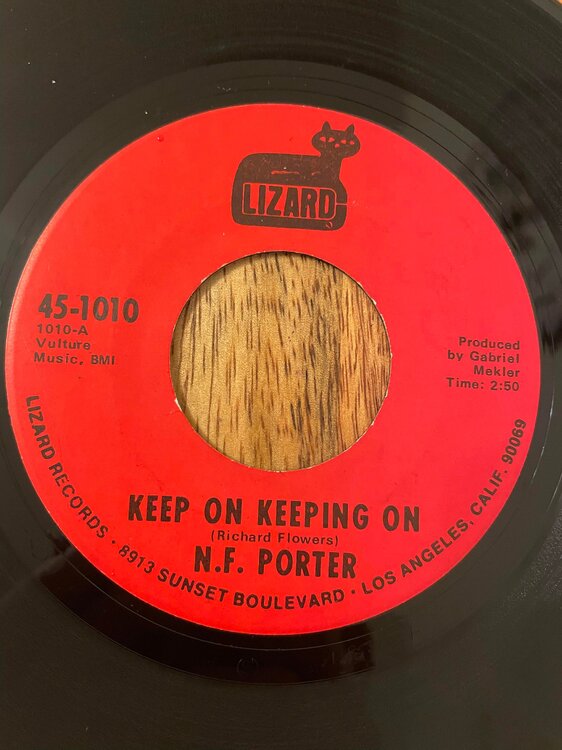 LIZARD
45-1010
1010-A
Vulture
Music, BMI
Produced
by Gabriel
Mekler
Time: 2:50
KEEP ON KEEPING ON
(Richard Flowers)
N.F. PORTER
LIZARD RECORDS · 8913 SUNSET BOULEVARD · LOS ANGELES, CALIF. 90069